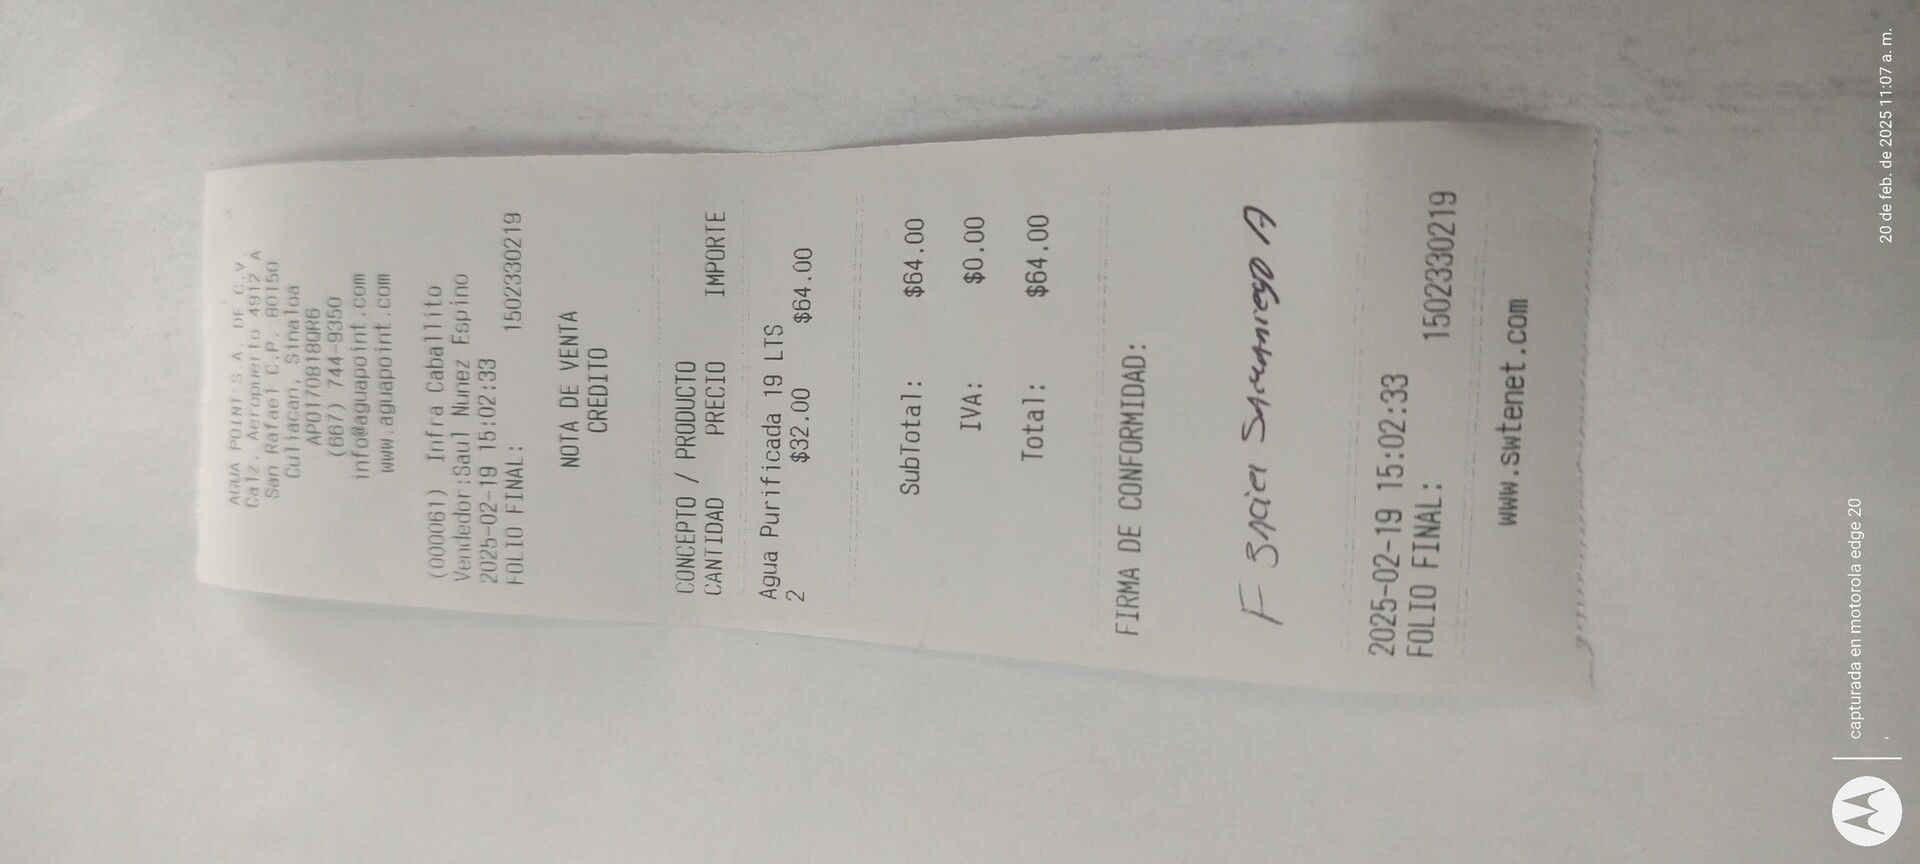 AGUA POINT S.A. DE C.V.
Calz. Aeropuerto 4912 A
San Rafael C.P. 80150
Culiacan, Sinaloa
APO170818QR6
(667) 744-9350
info@aguapoint.com
www.aguapoint.com
(000061) Infra Caballito
Vendedor:Saul Nunez Espino
2025-02-19 15:02:33
FOLIO FINAL: 1502330219
NOTA DE VENTA
CREDITO
CONCEPTO / PRODUCTO
CANTIDAD PRECIO IMPORTE
Agua Purificada 19 LTS
2 $32.00 $64.00
SubTotal: $64.00
IVA: $0.00
Total: $64.00
FIRMA DE CONFORMIDAD:
F Samaniego A
2025-02-19 15:02:33
FOLIO FINAL: 1502330219
www.swtenet.com
capturada en motorola edge 20
20 de feb. de 2025 11:07 a. m.